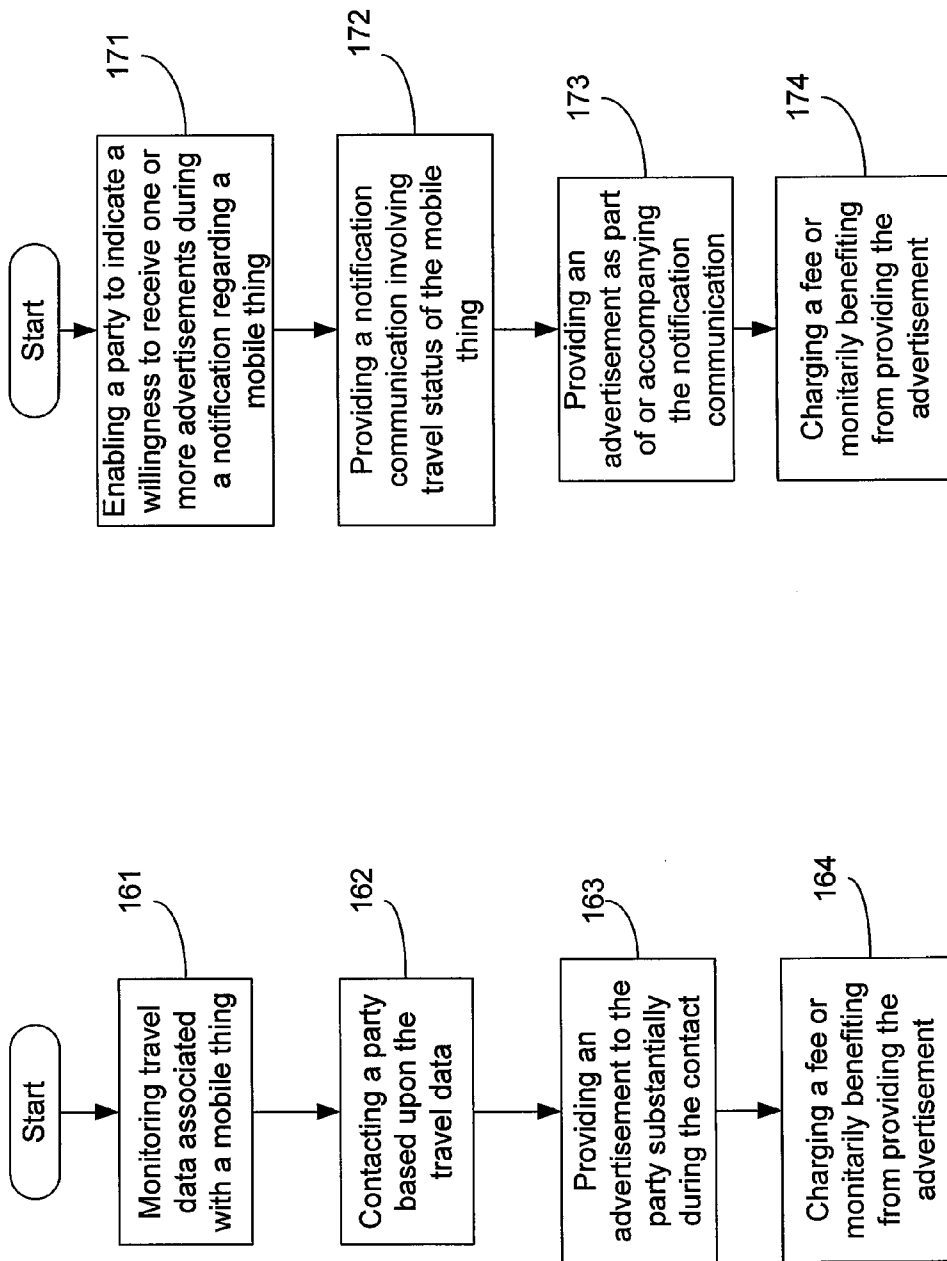 Start
Monitoring travel
data associated
with a mobile thing
161
Contacting a party
based upon the
travel data
162
Providing an
advertisement to the
party substantially
during the contact
163
Charging a fee or
monitarily benefiting
from providing the
advertisement
164
Start
Enabling a party to indicate a
willingness to receive one or
more advertisements during
a notification regarding a
mobile thing
171
Providing a notification
communication involving
travel status of the mobile
thing
172
Providing an
advertisement as part
of or accompanying
the notification
communication
173
Charging a fee or
monitarily benefiting
from providing the
advertisement
174